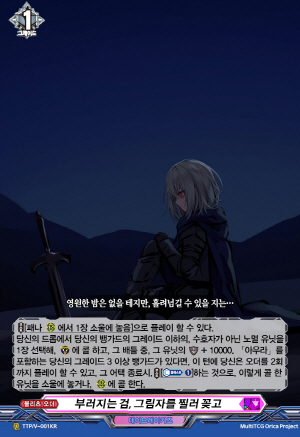 1
그레이드
영원한 밤은 없을 테지만, 흘려넘길 수 있을 지는…
[패나 에서 1장 소울에 놓음]으로 플레이 할 수 있다.
당신의 드롭에서 당신의 뱅가드의 그레이드 이하의, 수호자가 아닌 노멀 유닛을
1장 선택해, 에 콜 하고, 그 배틀 중, 그 유닛의 + 10000. 「아우라」를
포함하는 당신의 그레이드 3 이상 뱅가드가 있다면, 이 턴에 당신은 오더를 2회
까지 플레이 할 수 있고, 그 어택 종료시, 하는 것으로, 이렇게 콜 한
유닛을 소울에 놓거나, 에 콜 한다.
블리츠 오더
부러지는 검, 그림자를 찔러 꽂고
TTP/V-001KR
MultiTCG Orica Project